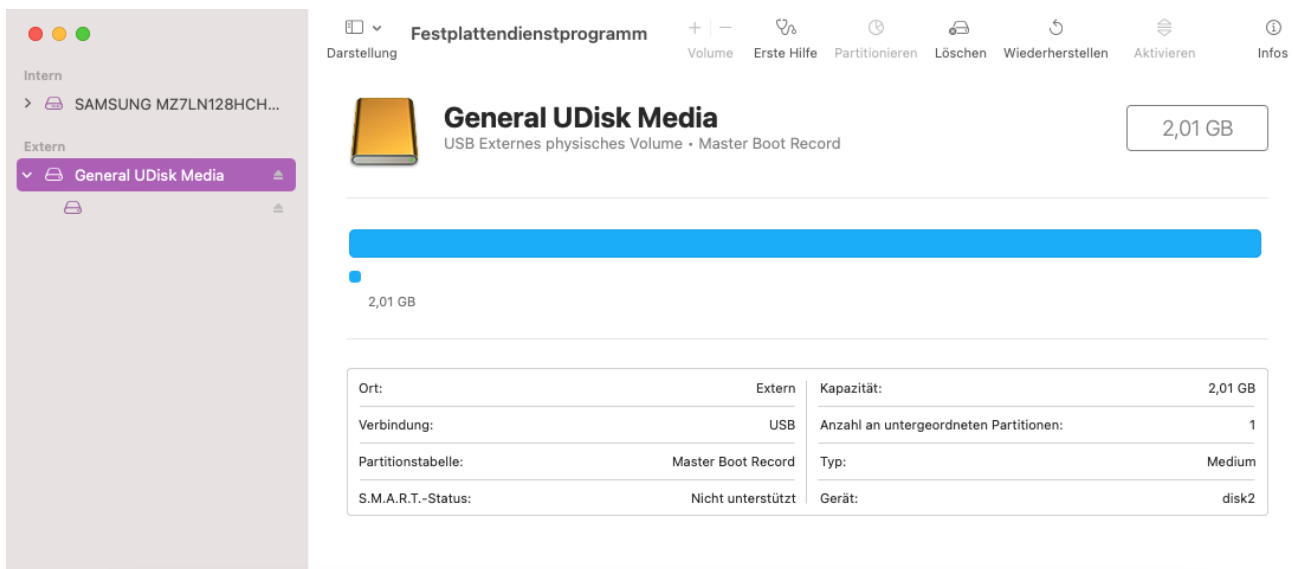 Festplattendienstprogramm
Darstellung
Volume
Erste Hilfe
Partitionieren
Löschen
Wiederherstellen
Aktivieren
Infos
Intern
SAMSUNG MZ7LN128HCH...
Extern
General UDisk Media
General UDisk Media
USB Externes physisches Volume • Master Boot Record
2,01 GB
2,01 GB
Ort: Extern
Verbindung: USB
Partitionstabelle: Master Boot Record
S.M.A.R.T.-Status: Nicht unterstützt
Kapazität: 2,01 GB
Anzahl an untergeordneten Partitionen: 1
Typ: Medium
Gerät: disk2